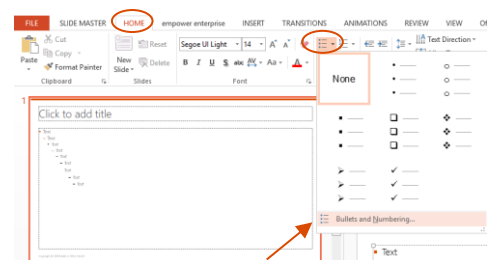 FILE SLIDE MASTER HOME empower enterprise INSERT TRANSITIONS ANIMATIONS REVIEW VIEW
Paste
Cut
Copy
Format Painter
Clipboard
New
Slide
Reset
Delete
Slides
Segoe UI Light 14
B I U S abc AV Aa A
Font
Text Direction
None
1
Click to add title
Text
Text
Text
Text
Text
Text
Text
Text
Text
Bullets and Numbering...
Text